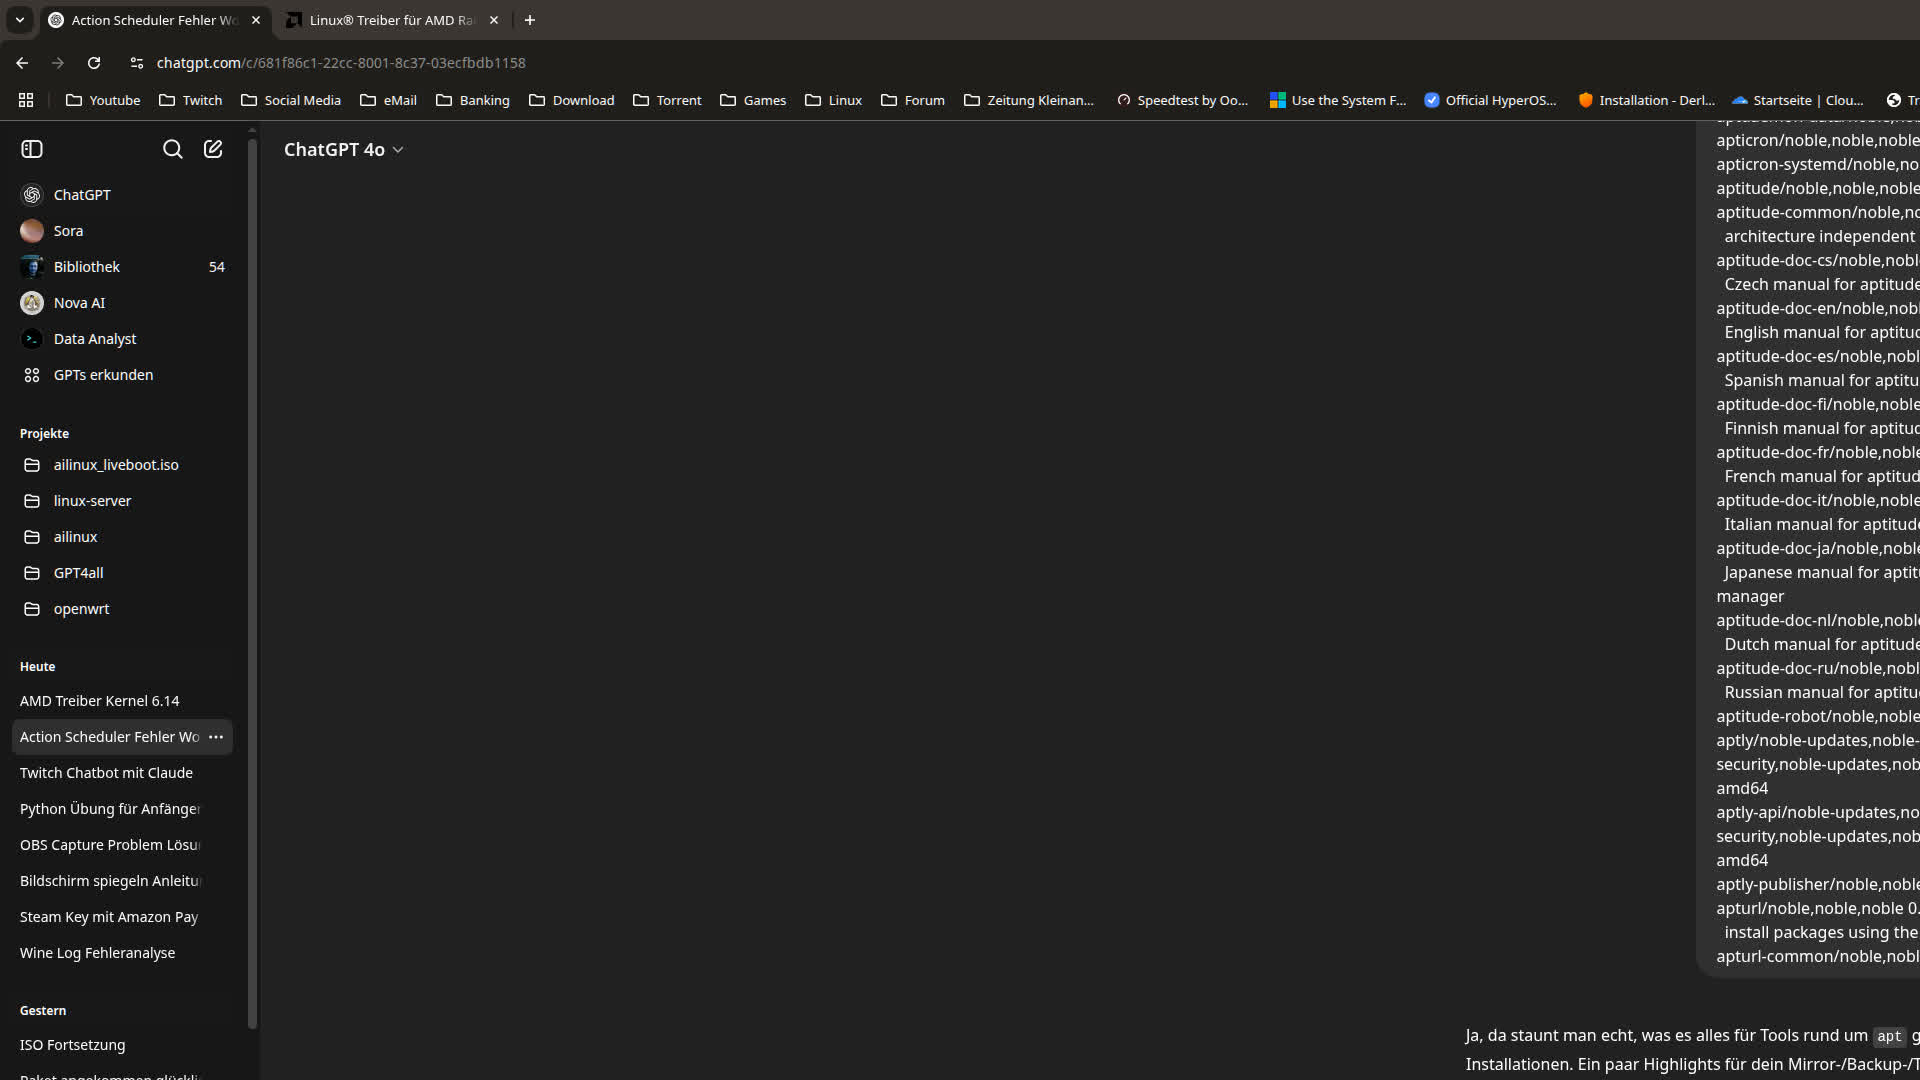 Action Scheduler Fehler Wo
Linux® Treiber für AMD Ra
chatgpt.com/c/681f86c1-22cc-8001-8c37-03ecfbdb1158
Youtube
Twitch
Social Media
eMail
Banking
Download
Torrent
Games
Linux
Forum
Zeitung Kleinan...
Speedtest by Oo...
Use the System F...
Official HyperOS...
Installation - Derl...
Startseite | Clou...
Tr
ChatGPT
Sora
Bibliothek 54
Nova AI
Data Analyst
GPTs erkunden
Projekte
ailinux_liveboot.iso
linux-server
ailinux
GPT4all
openwrt
Heute
AMD Treiber Kernel 6.14
Action Scheduler Fehler Wo
Twitch Chatbot mit Claude
Python Übung für Anfänger
OBS Capture Problem Lösu
Bildschirm spiegeln Anleitu
Steam Key mit Amazon Pay
Wine Log Fehleranalyse
Gestern
ISO Fortsetzung
ChatGPT 4o
apticron/noble,noble,noble
apticron-systemd/noble,no
aptitude/noble,noble,noble
aptitude-common/noble,no
architecture independent
aptitude-doc-cs/noble,noble
Czech manual for aptitude
aptitude-doc-en/noble,nobl
English manual for aptitud
aptitude-doc-es/noble,nobl
Spanish manual for aptitu
aptitude-doc-fi/noble,noble
Finnish manual for aptitud
aptitude-doc-fr/noble,noble
French manual for aptitud
aptitude-doc-it/noble,noble
Italian manual for aptitude
aptitude-doc-ja/noble,noble
Japanese manual for aptitu
manager
aptitude-doc-nl/noble,noble
Dutch manual for aptitude
aptitude-doc-ru/noble,nobl
Russian manual for aptitu
aptitude-robot/noble,noble
aptly/noble-updates,noble-
security,noble-updates,nob
amd64
aptly-api/noble-updates,no
security,noble-updates,nob
amd64
aptly-publisher/noble,noble
apturl/noble,noble,noble 0.
install packages using the
apturl-common/noble,nobl
Ja, da staunt man echt, was es alles für Tools rund um apt g
Installationen. Ein paar Highlights für dein Mirror-/Backup-/T